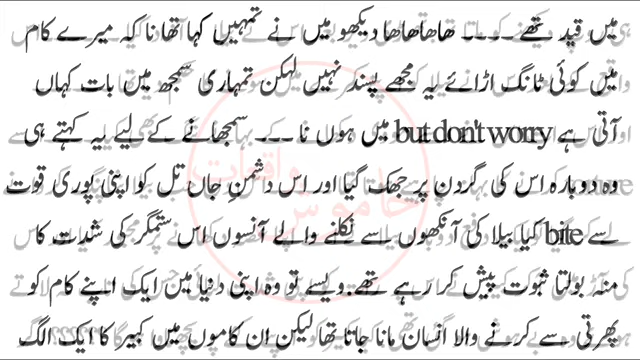 میں قید تھے۔۔۔۔ ھاھاھاھا دیکھو میں نے تمہیں کہا تھا نا کہ میرے کام
میں کوئی ٹانگ اڑائے یہ مجھے پسند نہیں لہکن تمہاری سمجھ میں بات کہاں
آتی ہے but don't worry میں ہوں نا ۔۔۔ سمجھانے کے لیے یہ کہتے ہی
وہ دوبارہ اس کی گردن پر جھک گیا اور اس دشمنِ جاں تل کو اپنی پوری قوت
سے bite کیا بیلا کی آنکھوں سے نکلنے والے آنسوں اس ستمگر کی شدت کا
منہ بولتا ثبوت پیش کر رہے تھے۔ویسے تو وہ اپنی دنیا میں ایک اپنے کام کو
پھرتی سے کرنے والا انسان مانا جاتا تھا لیکن ان کاموں میں کبیر کا ایک الگ
خاموش واقعات